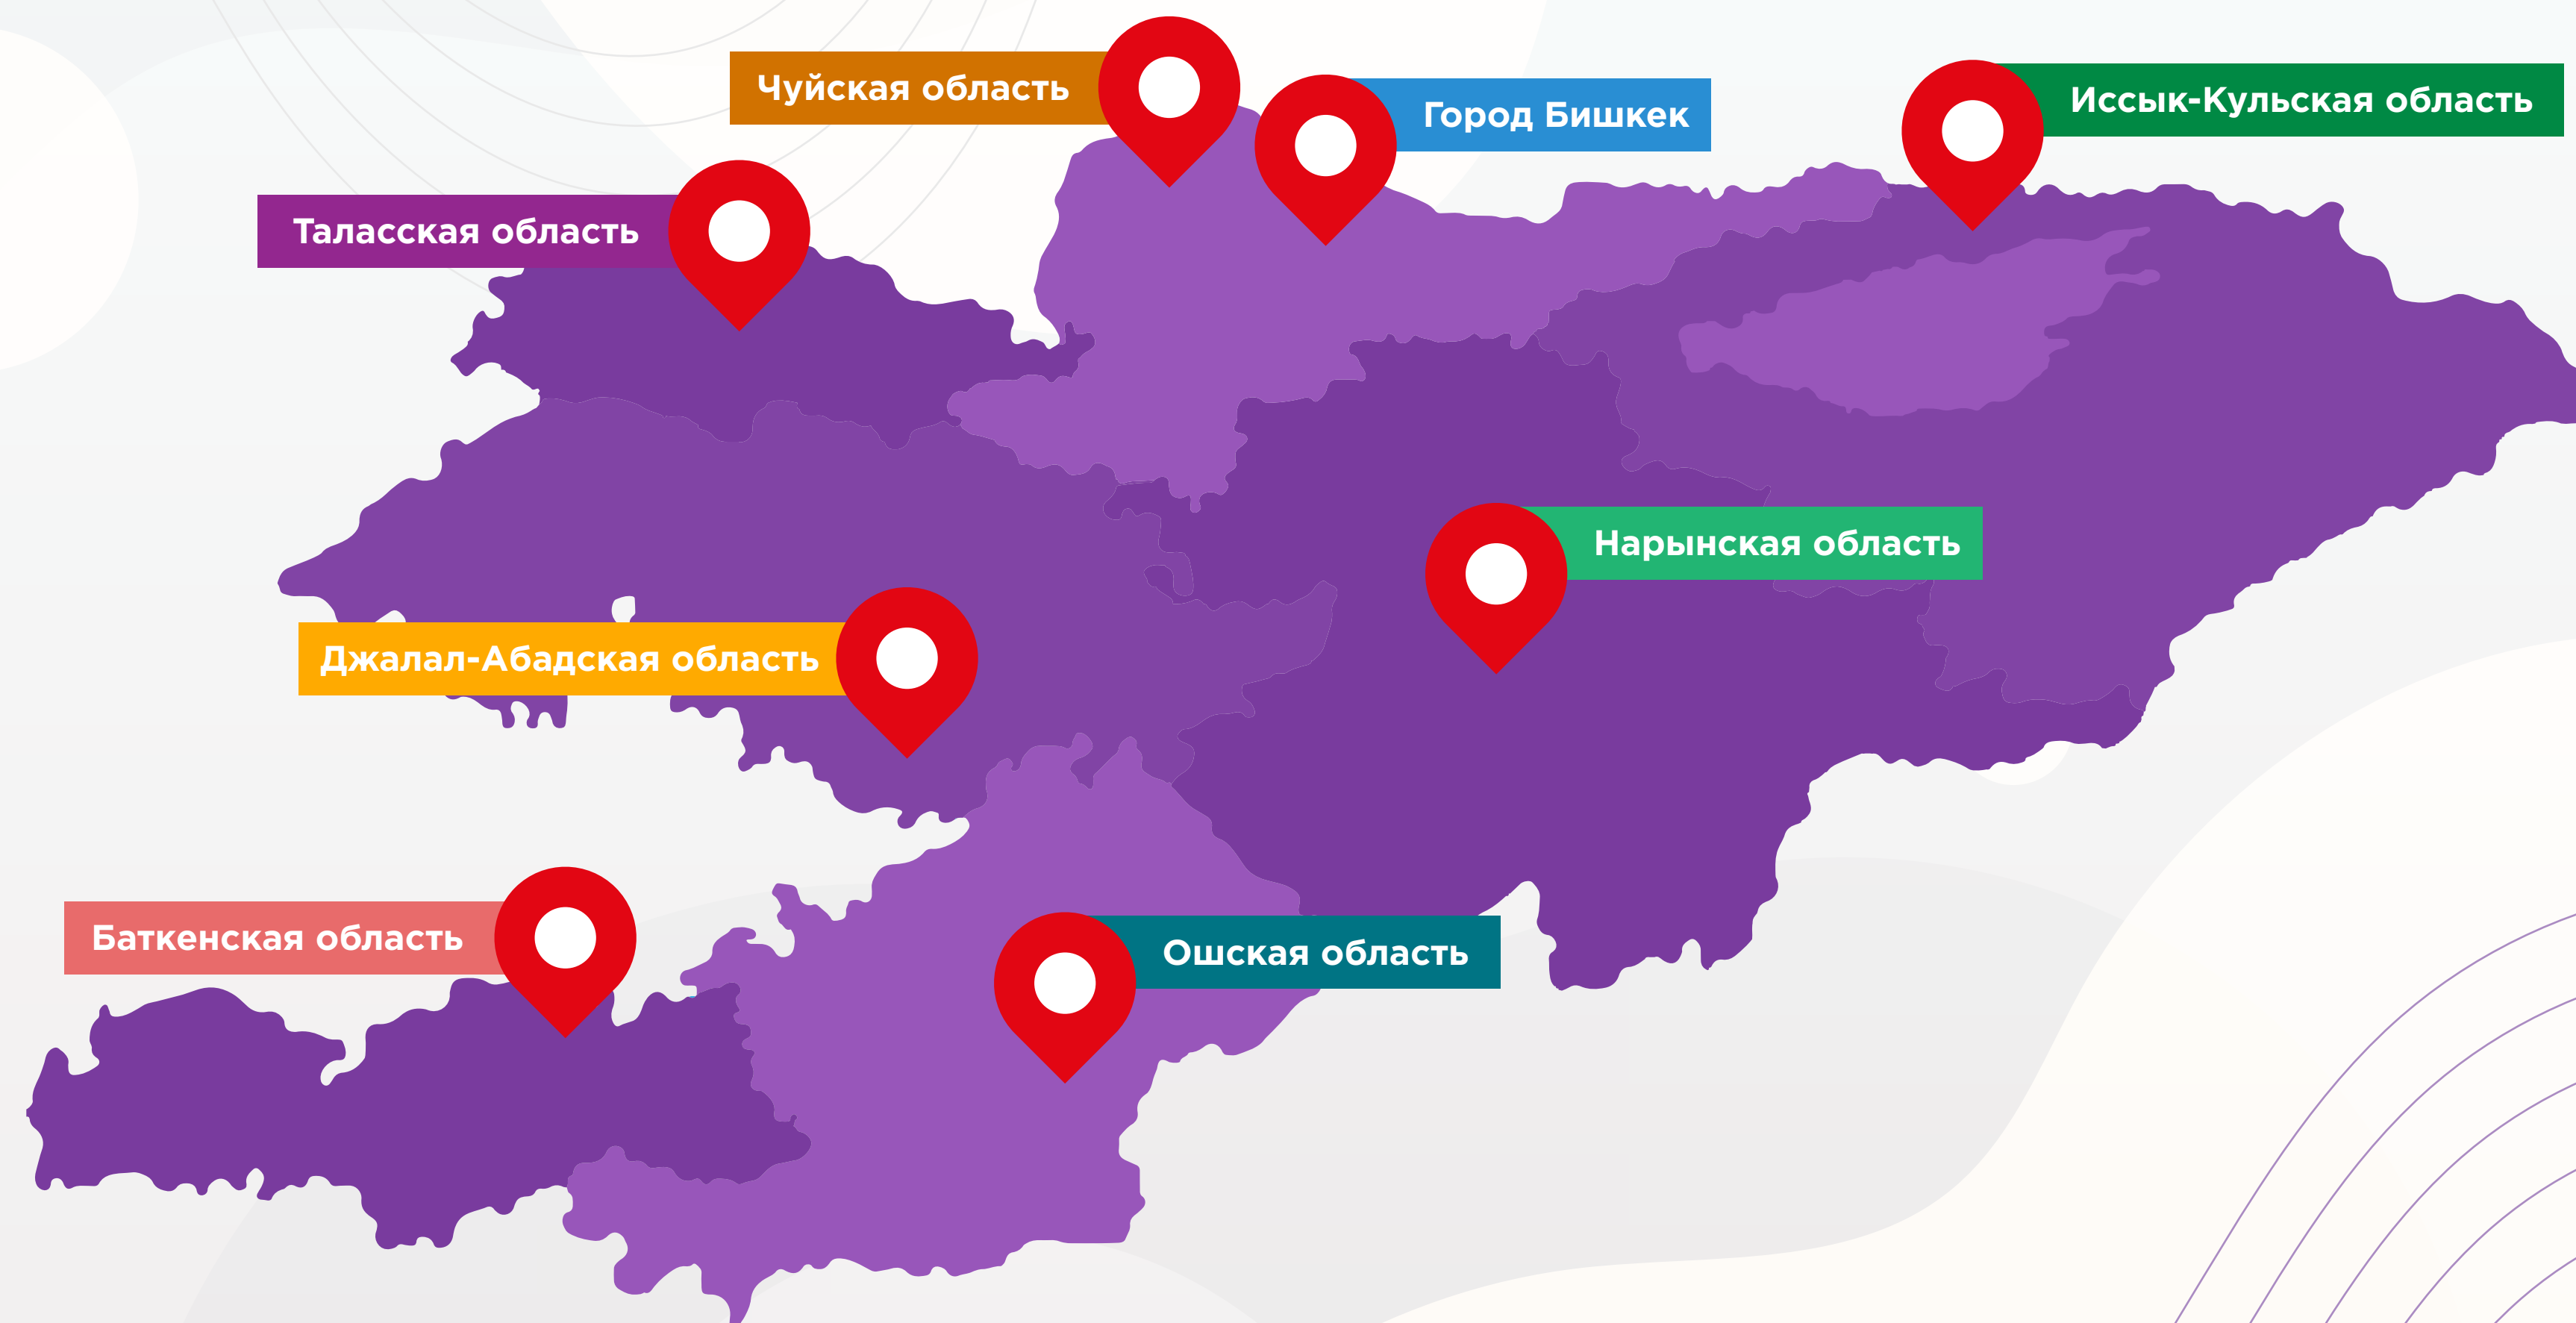 Чуйская область
Город Бишкек
Иссык-Кульская область
Таласская область
Нарынская область
Джалал-Абадская область
Баткенская область
Ошская область